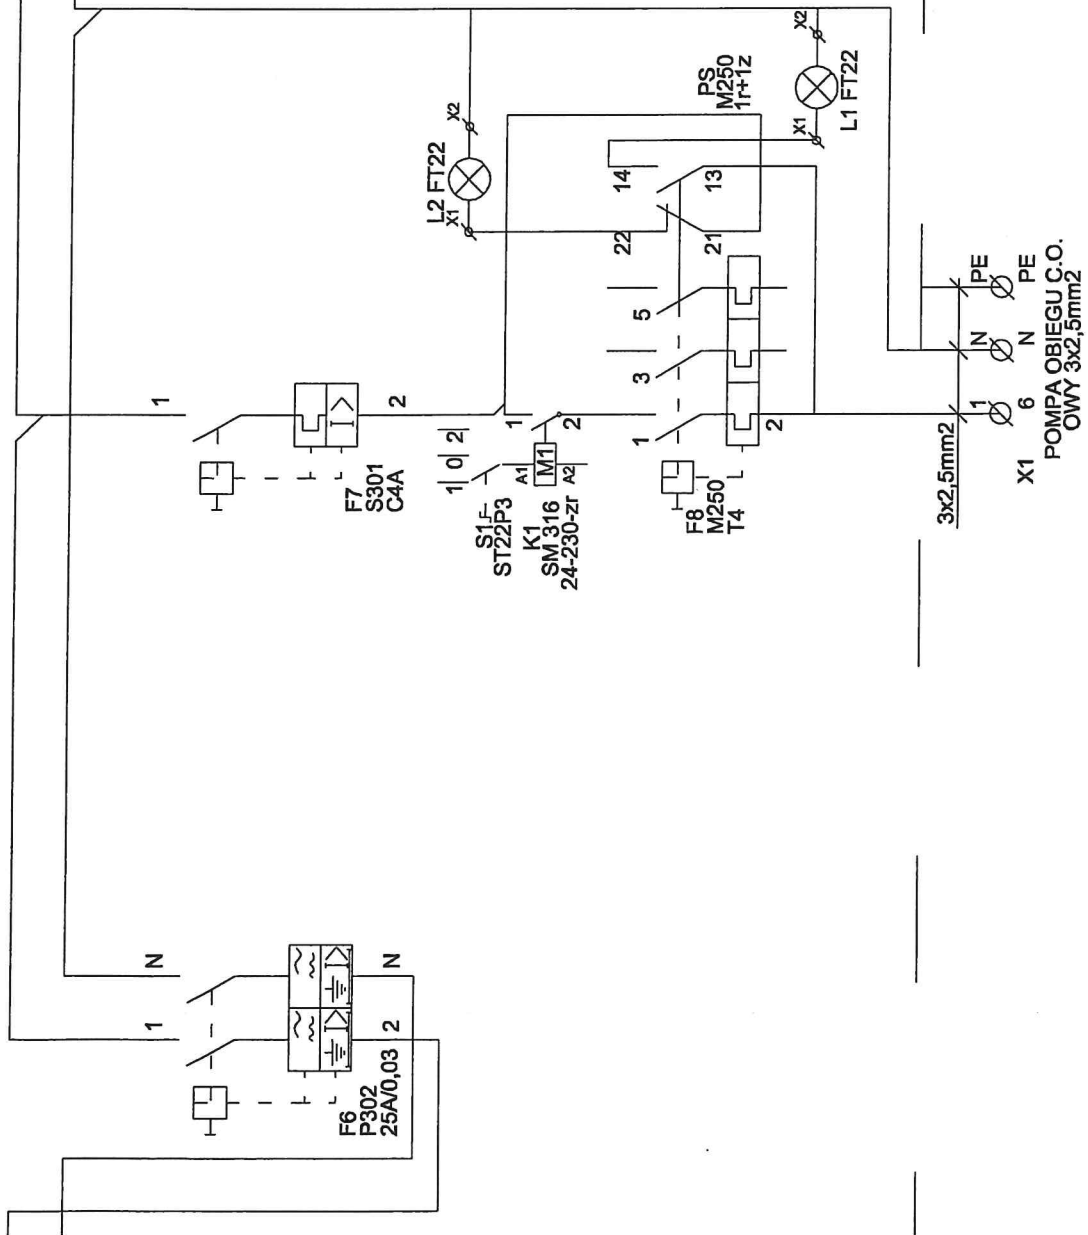 X2
X2
PS
M250
1r+1z
L1 FT22
X1
L2 FT22
X1
14
13
22
21
1
2
F7
S301
C4A
1 | 0 | 2 |
1
2
A1
M1
A2
S1
ST22P3
K1
SM 316
24-230-zr
5
3
1
2
F8
M250
T4
3x2,5mm2
1
N
PE
X1
6
N
PE
POMPA OBIEGU C.O.
OWY 3x2,5mm2
N
1
N
2
F6
P302
25A/0,03